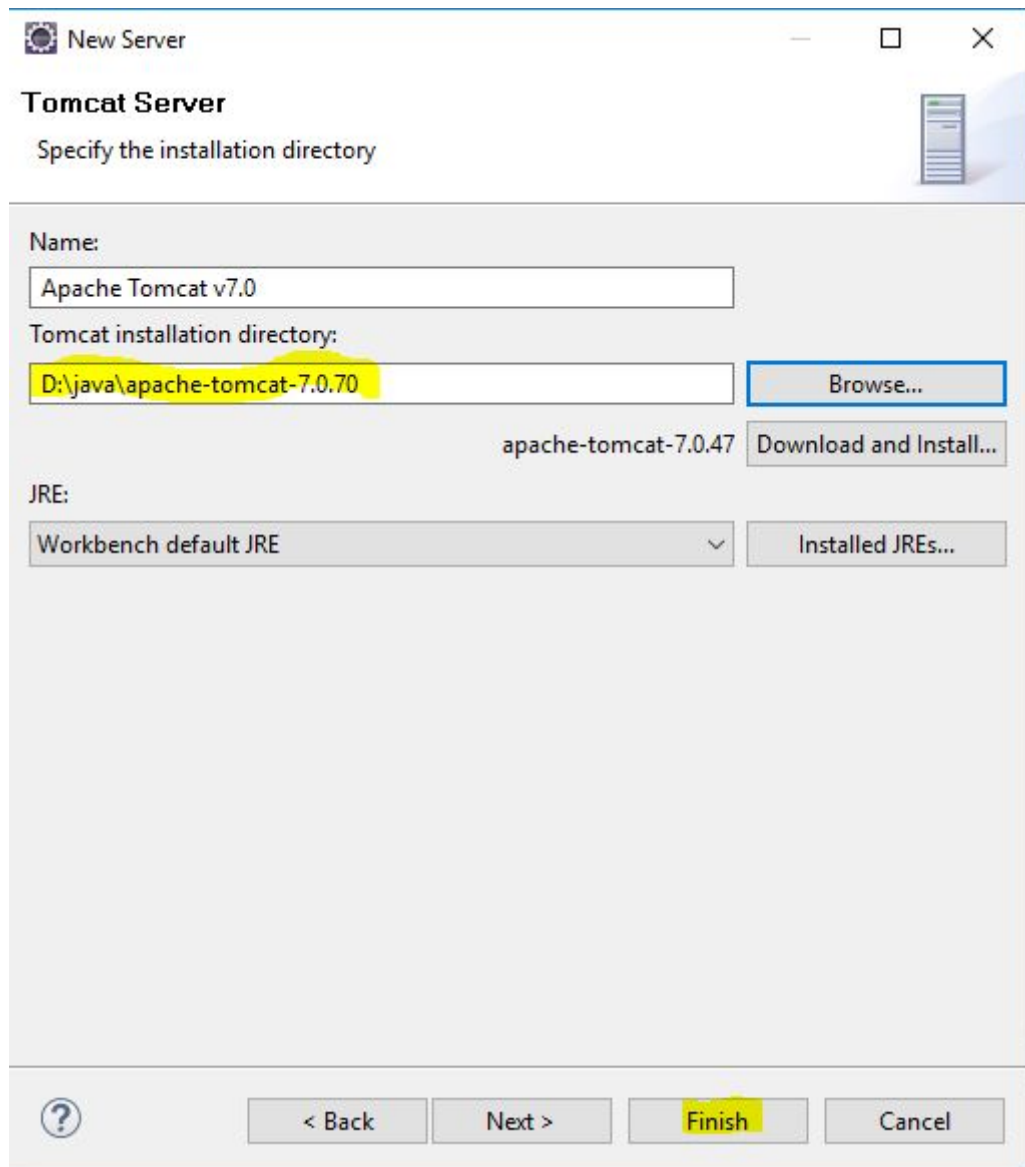 New Server
Tomcat Server
Specify the installation directory
Name:
Apache Tomcat v7.0
Tomcat installation directory:
D:\java\apache-tomcat-7.0.70 Browse...
apache-tomcat-7.0.47 Download and Install...
JRE:
Workbench default JRE Installed JREs...
? < Back Next > Finish Cancel